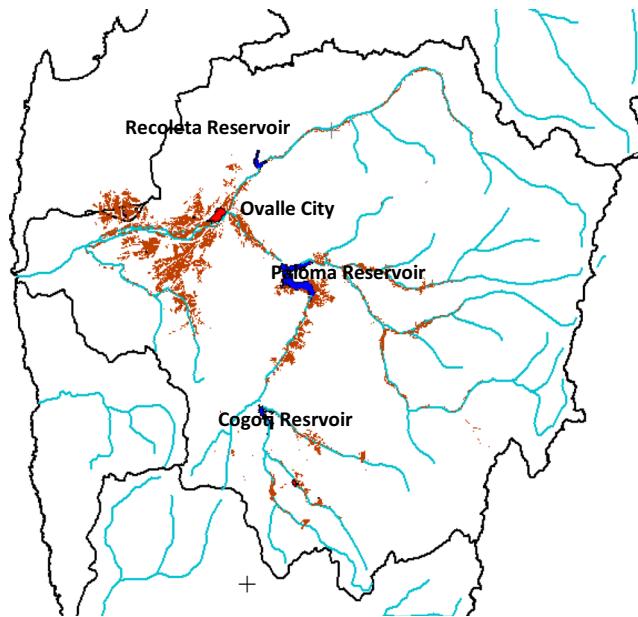 Recoleta Reservoir
Ovalle City
Paloma Reservoir
Cogoti Resrvoir